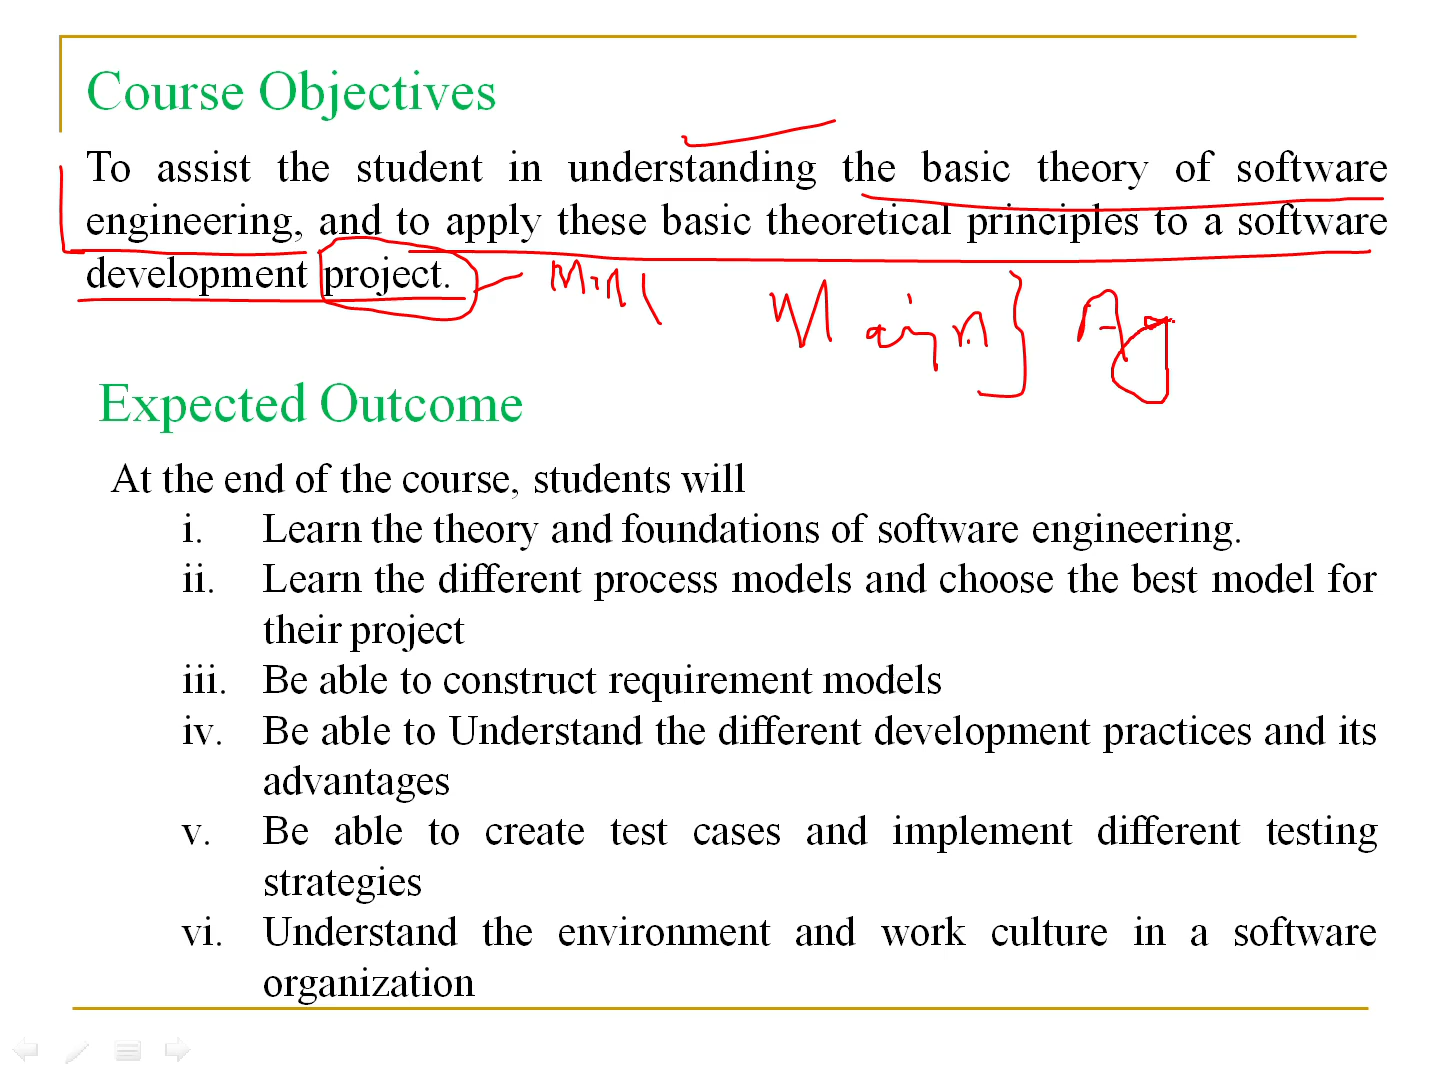 Course Objectives
To assist the student in understanding the basic theory of software
engineering, and to apply these basic theoretical principles to a software
development project.
Mini
Major
Expected Outcome
At the end of the course, students will
i. Learn the theory and foundations of software engineering.
ii. Learn the different process models and choose the best model for
their project
iii. Be able to construct requirement models
iv. Be able to Understand the different development practices and its
advantages
v. Be able to create test cases and implement different testing
strategies
vi. Understand the environment and work culture in a software
organization